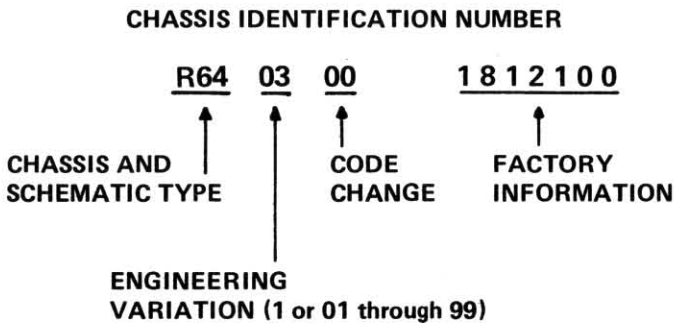 CHASSIS IDENTIFICATION NUMBER
R64 03 00 1812100
CHASSIS AND SCHEMATIC TYPE
CODE CHANGE
FACTORY INFORMATION
ENGINEERING
VARIATION (1 or 01 through 99)